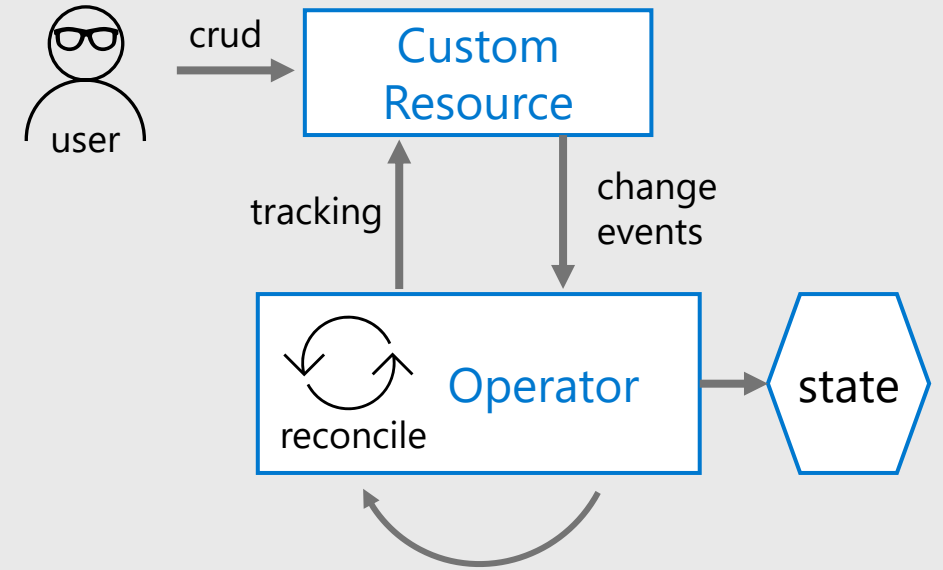 crud
user
Custom
Resource
tracking
change
events
reconcile
Operator
state